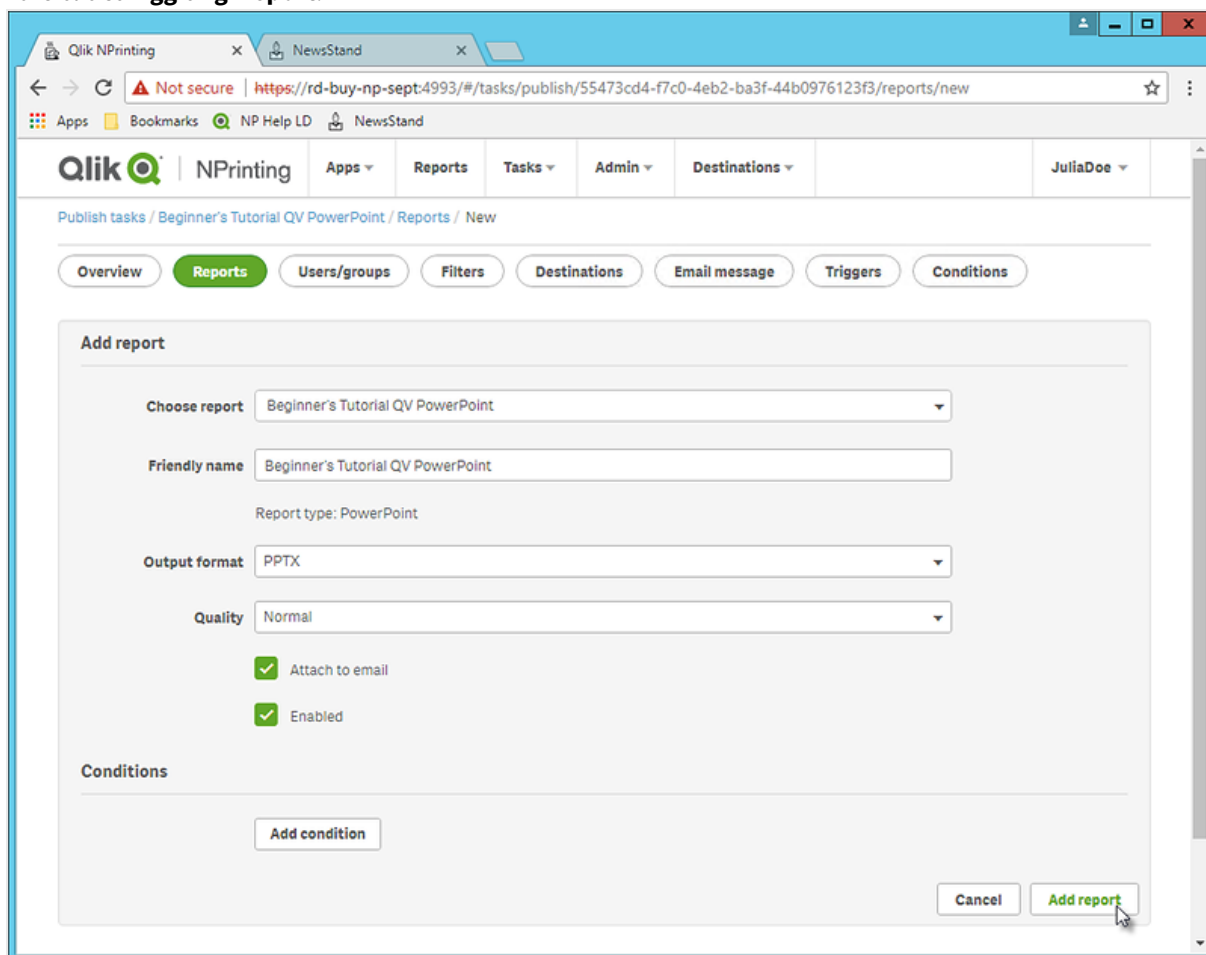 Qlik NPrinting
NewsStand
Not secure | https://rd-buy-np-sept:4993/#/tasks/publish/55473cd4-f7c0-4eb2-ba3f-44b0976123f3/reports/new
Apps Bookmarks NP Help LD NewsStand
Qlik NPrinting Apps Reports Tasks Admin Destinations JuliaDoe
Publish tasks / Beginner's Tutorial QV PowerPoint / Reports / New
Overview Reports Users/groups Filters Destinations Email message Triggers Conditions
Add report
Choose report Beginner's Tutorial QV PowerPoint
Friendly name Beginner's Tutorial QV PowerPoint
Report type: PowerPoint
Output format PPTX
Quality Normal
Attach to email
Enabled
Conditions
Add condition
Cancel Add report